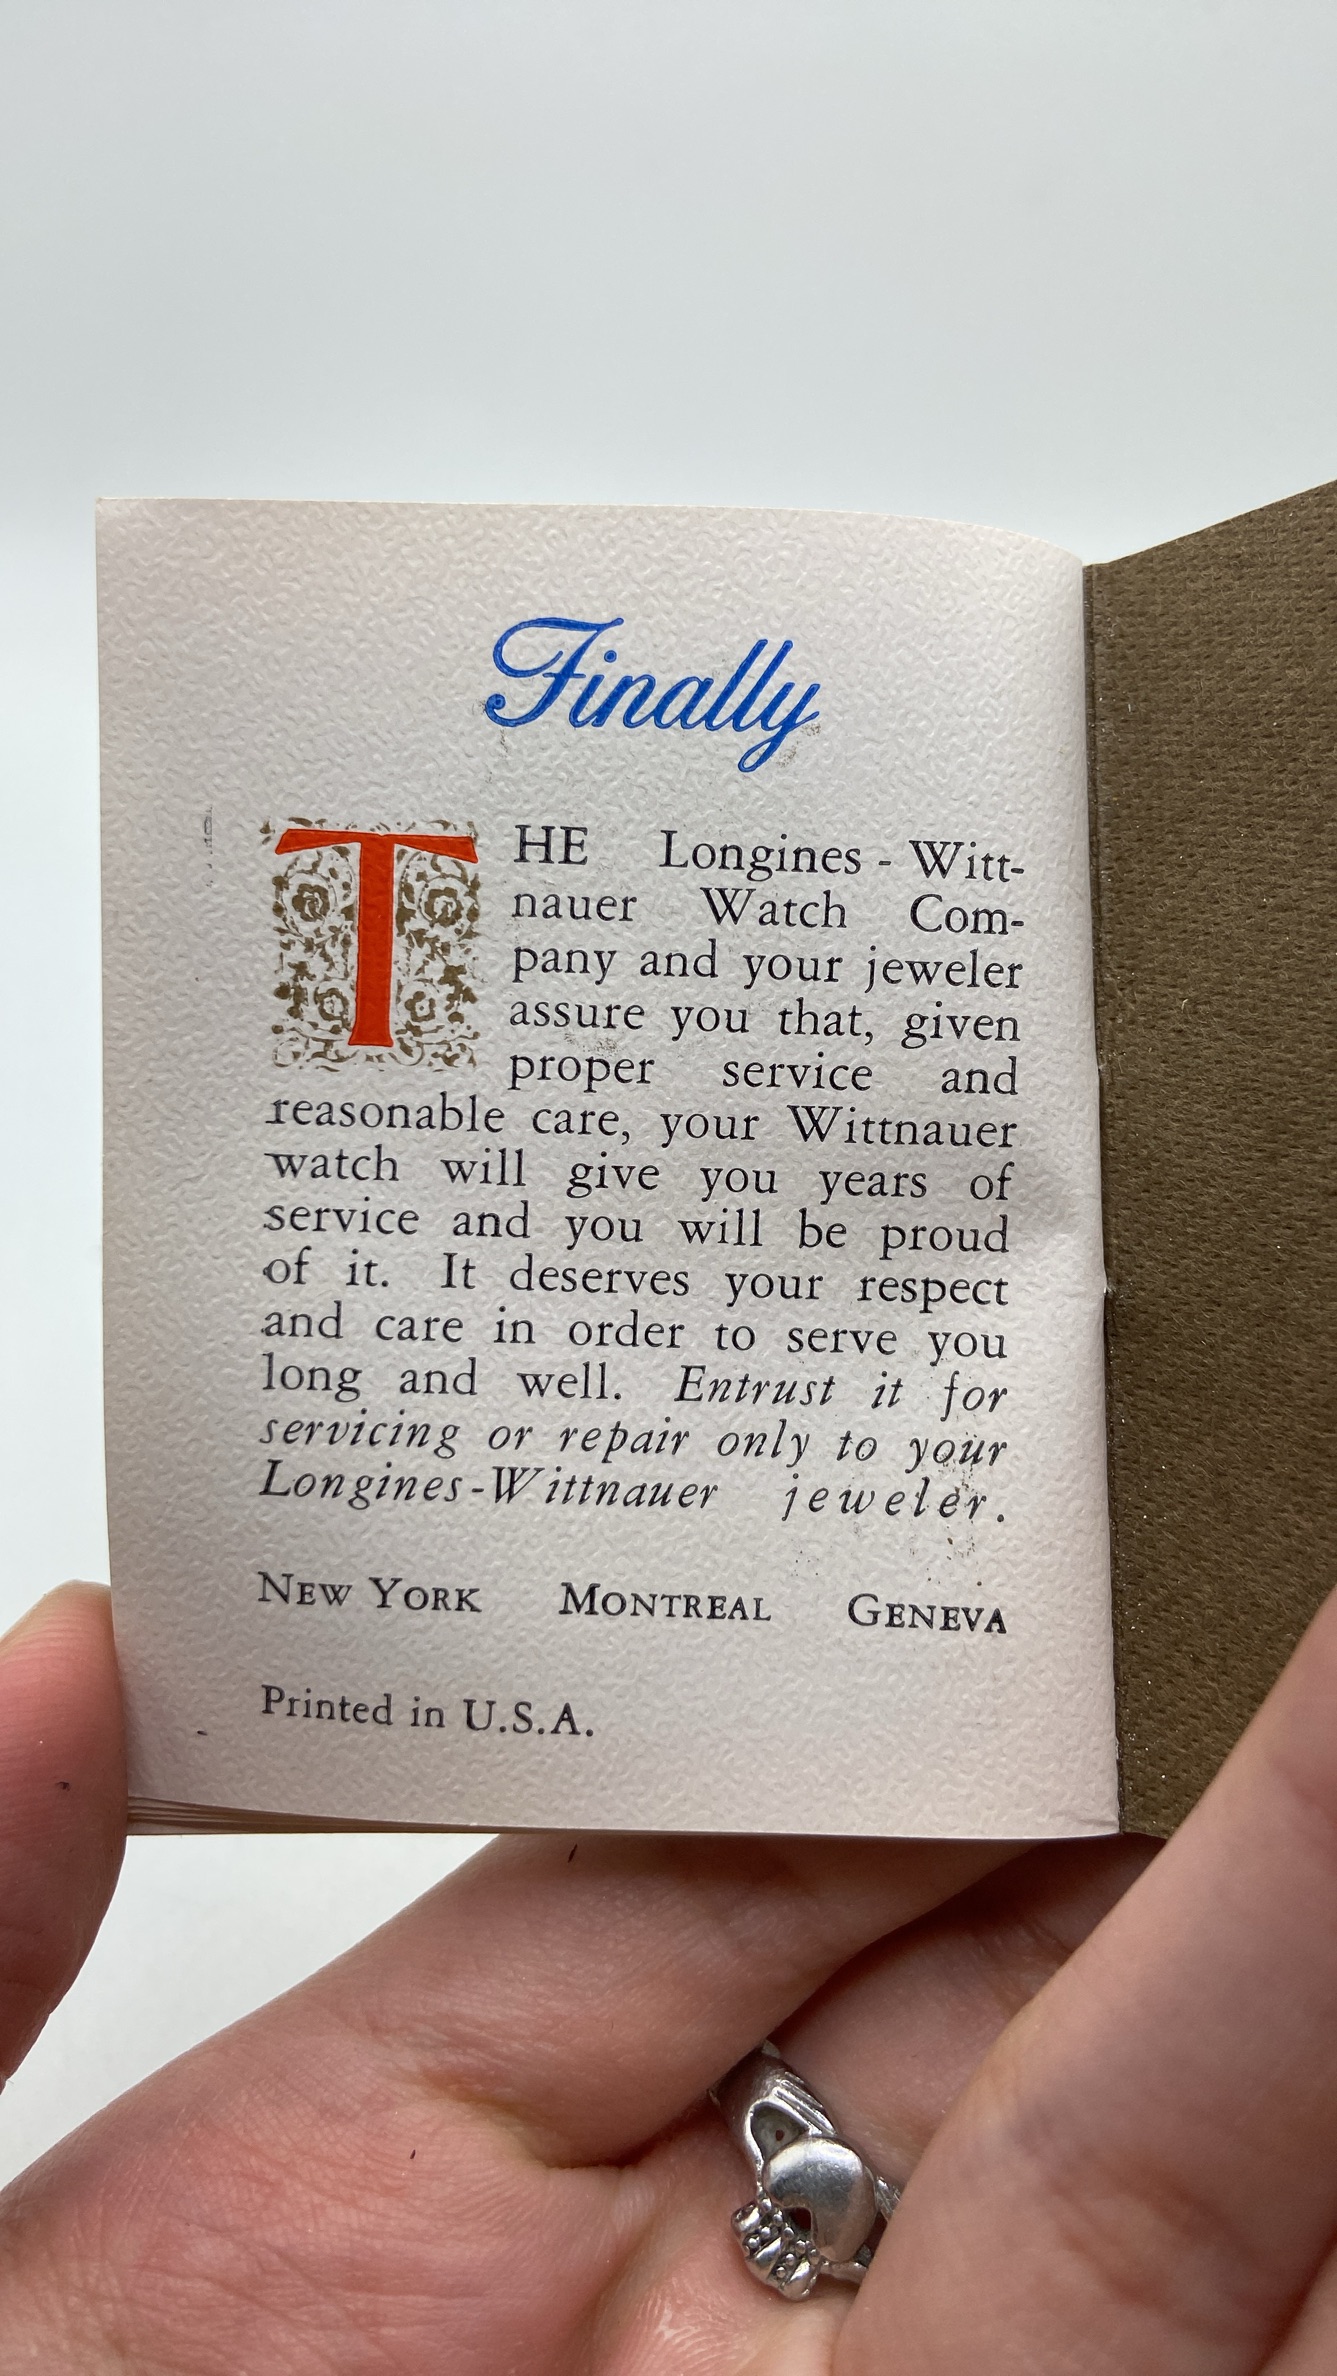 Finally
THE Longines - Witt-
nauer Watch Com-
pany and your jeweler
assure you that, given
proper service and
reasonable care, your Wittnauer
watch will give you years of
service and you will be proud
of it. It deserves your respect
and care in order to serve you
long and well. Entrust it for
servicing or repair only to your
Longines-Wittnauer jeweler.
NEW YORK MONTREAL GENEVA
Printed in U.S.A.